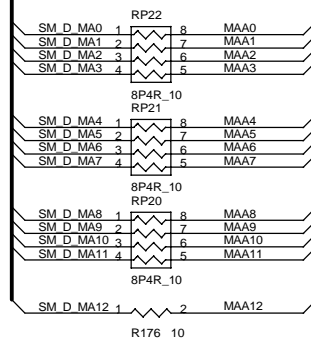 RP22
SM_D_MA0 1 8 MAA0
SM_D_MA1 2 7 MAA1
SM_D_MA2 3 6 MAA2
SM_D_MA3 4 5 MAA3
8P4R_10
RP21
SM_D_MA4 1 8 MAA4
SM_D_MA5 2 7 MAA5
SM_D_MA6 3 6 MAA6
SM_D_MA7 4 5 MAA7
8P4R_10
RP20
SM_D_MA8 1 8 MAA8
SM_D_MA9 2 7 MAA9
SM_D_MA10 3 6 MAA10
SM_D_MA11 4 5 MAA11
8P4R_10
SM_D_MA12 1 2 MAA12
R176 10